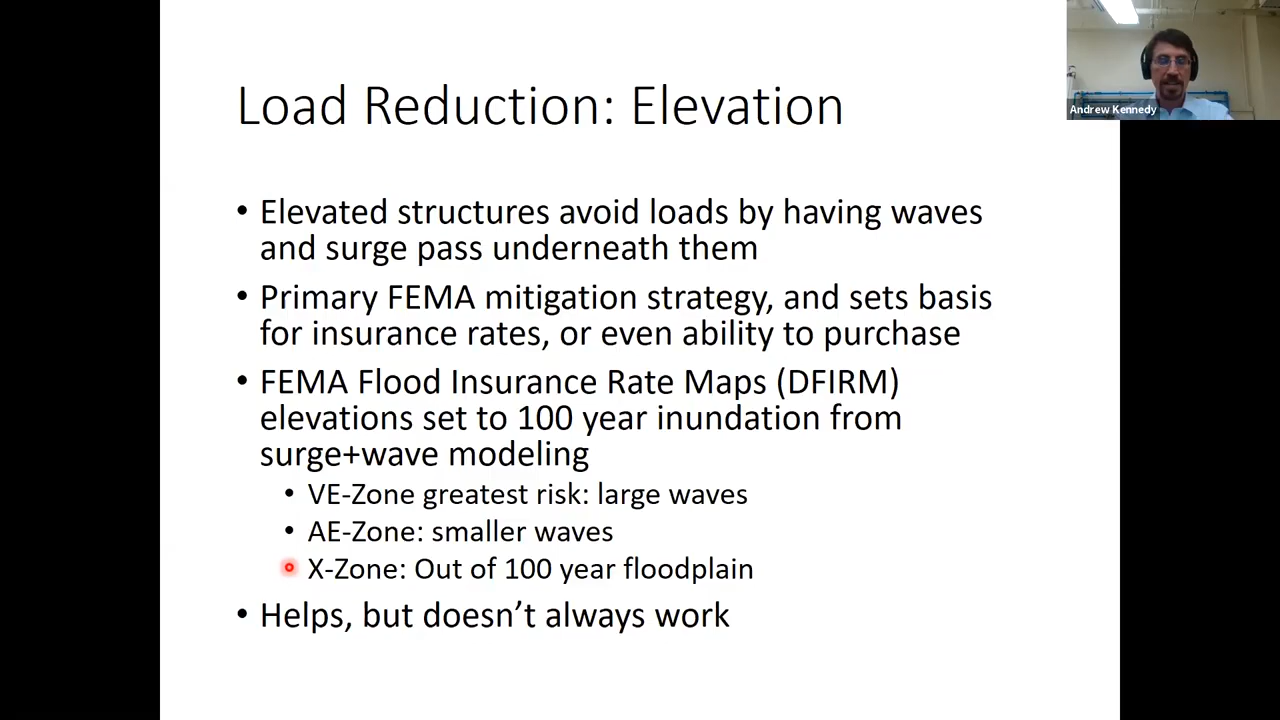 Load Reduction: Elevation
Andrew Kennedy
• Elevated structures avoid loads by having waves
and surge pass underneath them
• Primary FEMA mitigation strategy, and sets basis
for insurance rates, or even ability to purchase
• FEMA Flood Insurance Rate Maps (DFIRM)
elevations set to 100 year inundation from
surge+wave modeling
• VE-Zone greatest risk: large waves
• AE-Zone: smaller waves
X-Zone: Out of 100 year floodplain
• Helps, but doesn’t always work